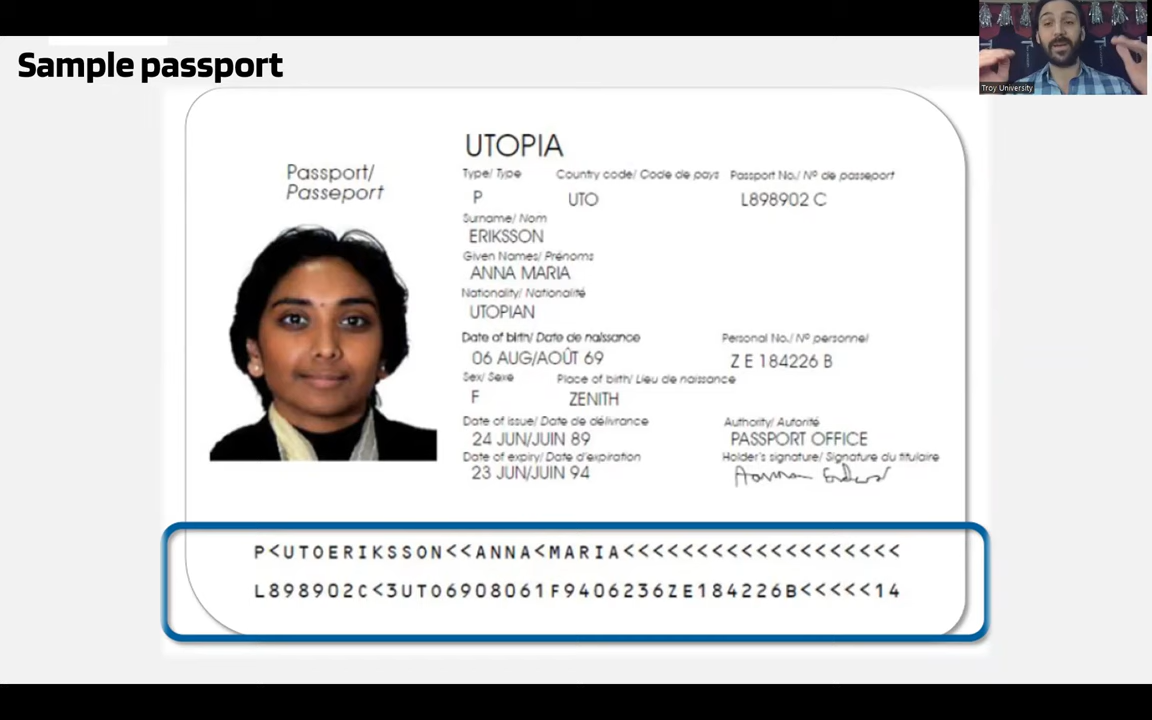 Sample passport
Troy University
UTOPIA
Passport/
Passeport
Type/ Type Country code/ Code de pays Passport No./ Nº de passeport
P UTO L898902 C
Surname/ Nom
ERIKSSON
Given Names/ Prénoms
ANNA MARIA
Nationality/ Nationalité
UTOPIAN
Date of birth/ Date de naissance Personal No./ Nº personnel
06 AUG/AOÛT 69 Z E 184226 B
Sex/ Sexe Place of birth/ Lieu de naissance
F ZENITH
Date of issue/ Date de délivrance Authority/ Autorité
24 JUN/JUIN 89 PASSPORT OFFICE
Date of expiry/ Date d'expiration Holder's signature/ Signature du titulaire
23 JUN/JUIN 94
P<UTOERIKSSON<<ANNA<MARIA<<<<<<<<<<<<<<<<<<<
L898902C<3UTO6908061F9406236ZE184226B<<<<<14